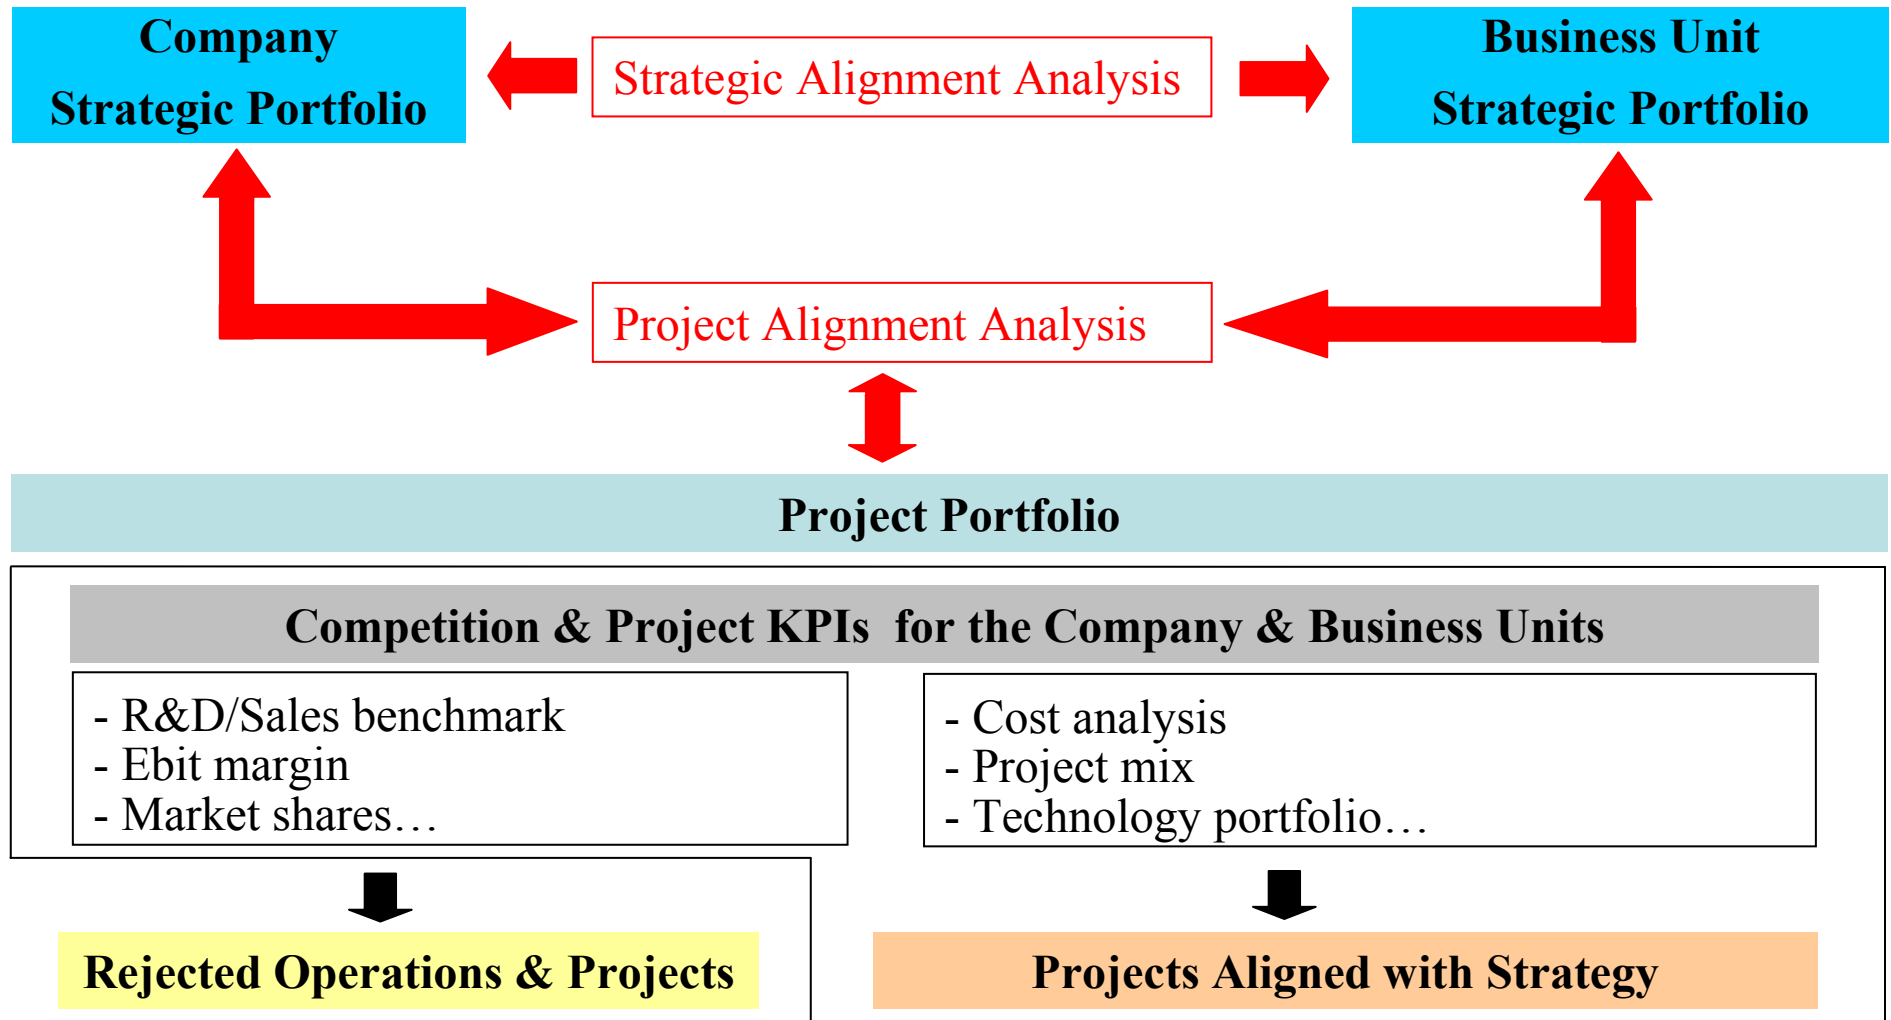 Company
Strategic Portfolio
Strategic Alignment Analysis
Business Unit
Strategic Portfolio
Project Alignment Analysis
Project Portfolio
Competition & Project KPIs for the Company & Business Units
- R&D/Sales benchmark
- Ebit margin
- Market shares…
- Cost analysis
- Project mix
- Technology portfolio…
Rejected Operations & Projects
Projects Aligned with Strategy